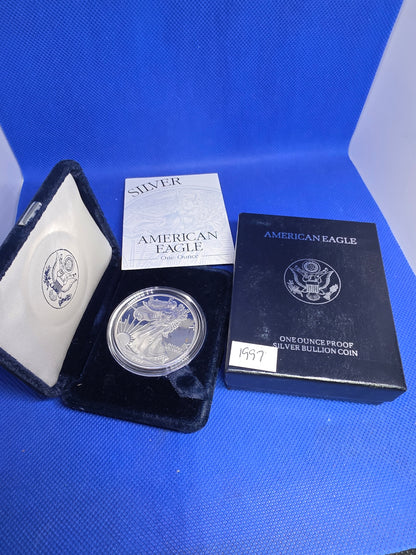 SILVER
AMERICAN
EAGLE
One Ounce
AMERICAN EAGLE
ONE OUNCE PROOF
SILVER BULLION COIN
1997